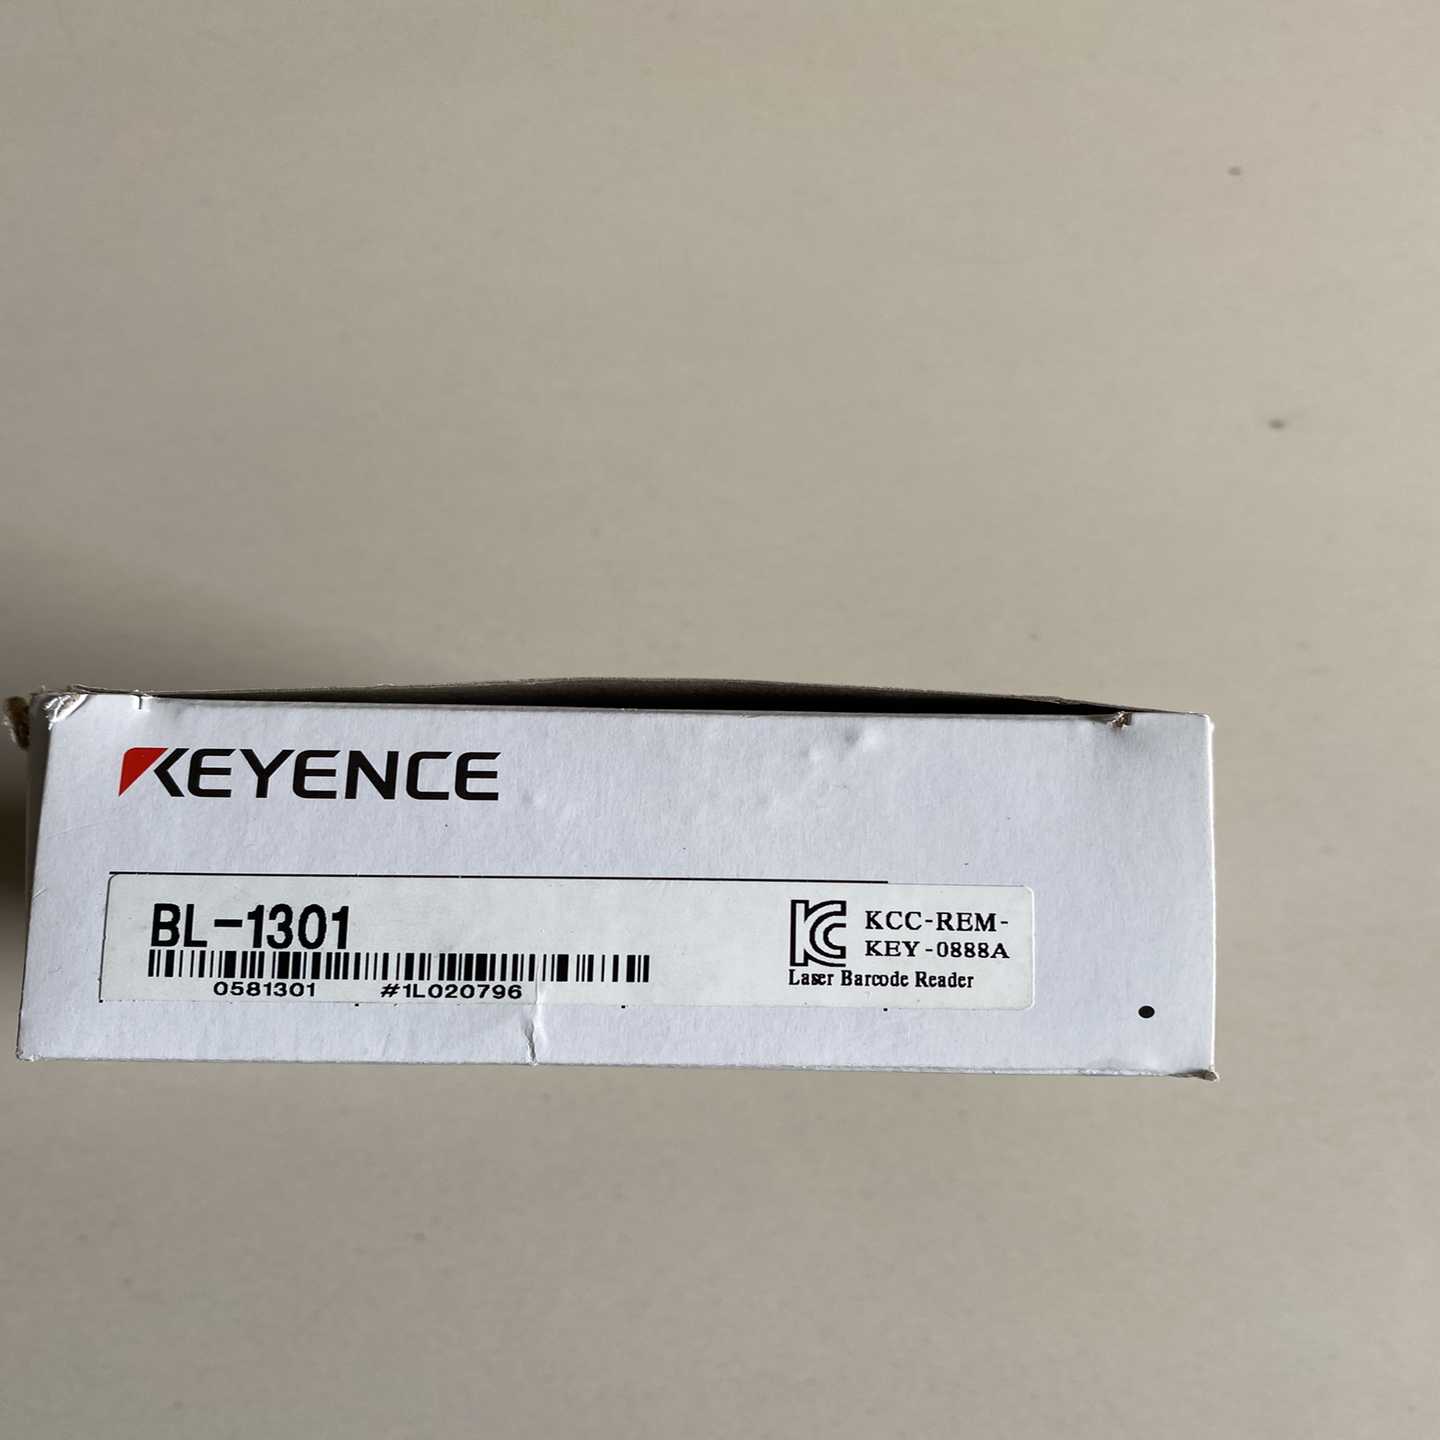 KEYENCE
BL-1301
0581301 #1L020796
KCC-REM-
KEY-0888A
Laser Barcode Reader